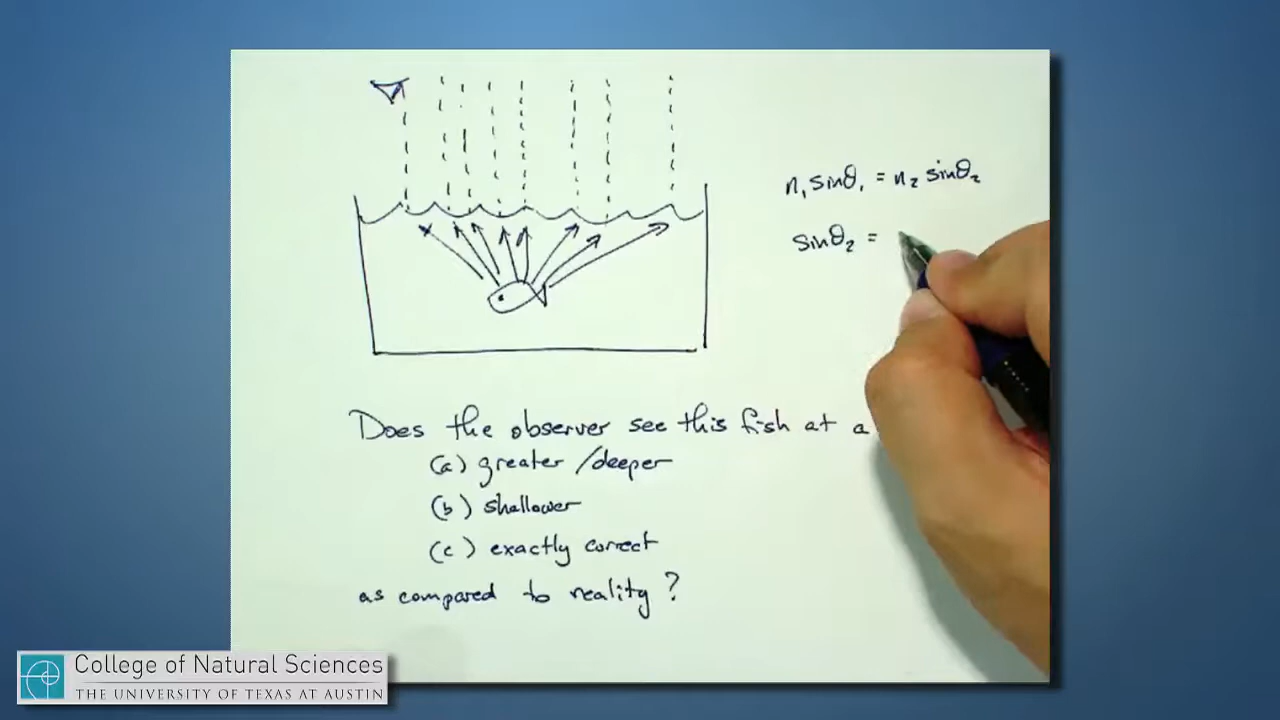 n₁ sinθ₁ = n₂ sinθ₂
sinθ₂ =
Does the observer see this fish at a
(a) greater/deeper
(b) shallower
(c) exactly correct
as compared to reality?
College of Natural Sciences
THE UNIVERSITY OF TEXAS AT AUSTIN